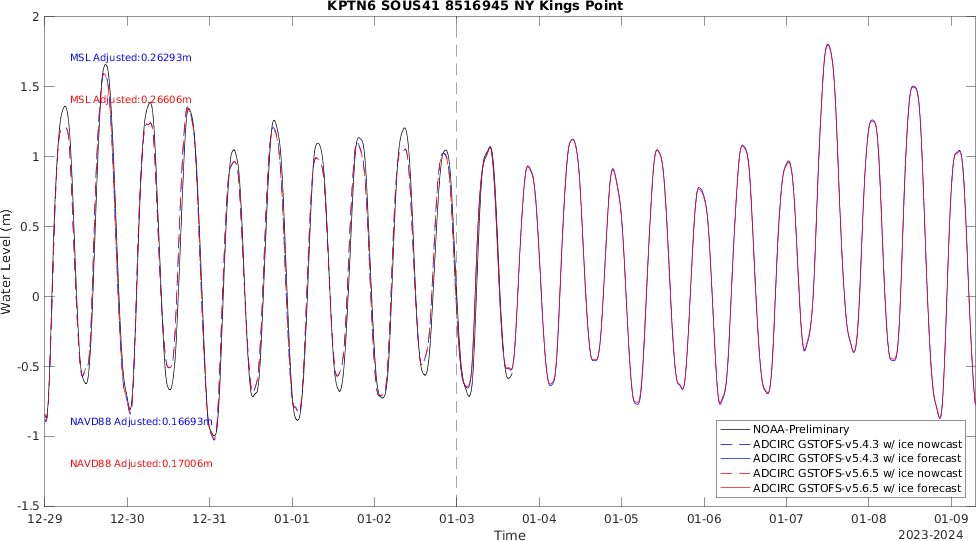 KPTN6 SOUS41 8516945 NY Kings Point
2
1.5
1
0.5
0
-0.5
-1
-1.5
Water Level (m)
MSL Adjusted:0.26293m
MSL Adjusted:0.26606m
NAVD88 Adjusted:0.16693m
NAVD88 Adjusted:0.17006m
NOAA-Preliminary
ADCIRC GSTOFS-v5.4.3 w/ ice nowcast
ADCIRC GSTOFS-v5.4.3 w/ ice forecast
ADCIRC GSTOFS-v5.6.5 w/ ice nowcast
ADCIRC GSTOFS-v5.6.5 w/ ice forecast
12-29 12-30 12-31 01-01 01-02 01-03 01-04 01-05 01-06 01-07 01-08 01-09
Time
2023-2024